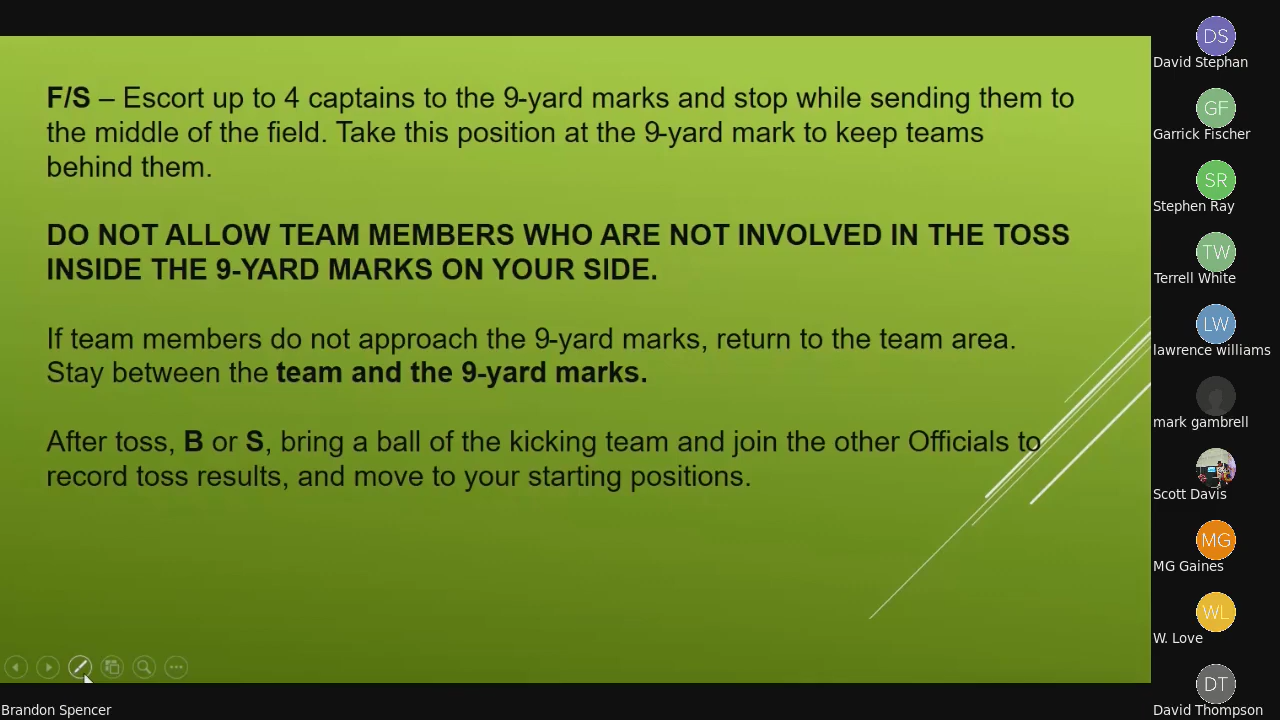 F/S – Escort up to 4 captains to the 9-yard marks and stop while sending them to
the middle of the field. Take this position at the 9-yard mark to keep teams
behind them.
DO NOT ALLOW TEAM MEMBERS WHO ARE NOT INVOLVED IN THE TOSS
INSIDE THE 9-YARD MARKS ON YOUR SIDE.
If team members do not approach the 9-yard marks, return to the team area.
Stay between the team and the 9-yard marks.
After toss, B or S, bring a ball of the kicking team and join the other Officials to
record toss results, and move to your starting positions.
Brandon Spencer
DS
David Stephan
GF
Garrick Fischer
SR
Stephen Ray
TW
Terrell White
LW
lawrence williams
mark gambrell
Scott Davis
MG
MG Gaines
WL
W. Love
DT
David Thompson